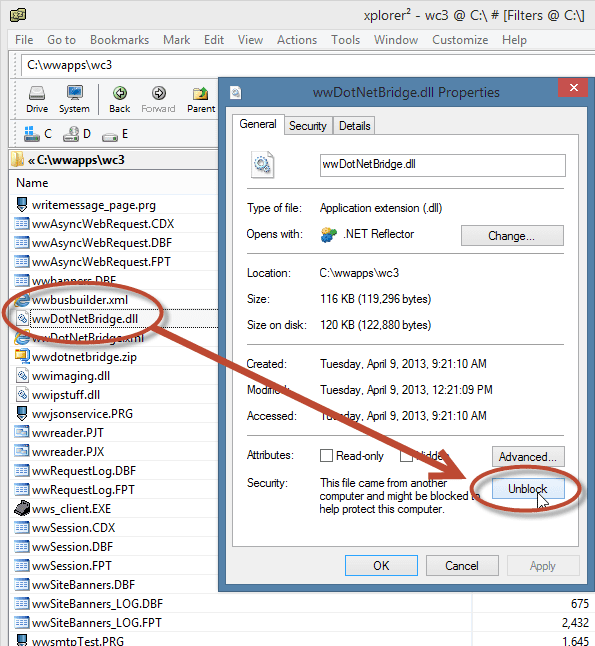 xplorer² - wc3 @ C:\ # [Filters @ C:\]
File Go to Bookmarks Mark Edit View Actions Tools Window Customize Help
C:\wwapps\wc3
Drive System Back Forward Parent
C D E
« C:\wwapps\wc3
Name
writemessage_page.prg
wwAsyncWebRequest.CDX
wwAsyncWebRequest.DBF
wwAsyncWebRequest.FPT
wwbanners.DBF
wwbusbuilder.xml
wwDotNetBridge.dll
wwDotNetBridge.xml
wwdotnetbridge.zip
wwimaging.dll
wwipstuff.dll
wwjsonservice.PRG
wwreader.PJT
wwreader.PJX
wwRequestLog.DBF
wwRequestLog.FPT
wws_client.EXE
wwSession.CDX
wwSession.DBF
wwSession.FPT
wwSiteBanners.DBF
wwSiteBanners_LOG.DBF 675
wwSiteBanners_LOG.FPT 2,432
wwsmtpTest.PRG 1,645
wwDotNetBridge.dll Properties
General Security Details
wwDotNetBridge.dll
Type of file: Application extension (.dll)
Opens with: .NET Reflector Change...
Location: C:\wwapps\wc3
Size: 116 KB (119,296 bytes)
Size on disk: 120 KB (122,880 bytes)
Created: Tuesday, April 9, 2013, 9:21:10 AM
Modified: Tuesday, April 9, 2013, 12:21:09 PM
Accessed: Tuesday, April 9, 2013, 9:21:10 AM
Attributes: Read-only Hidden Advanced...
Security: This file came from another
computer and might be blocked to
help protect this computer.
Unblock
OK Cancel Apply